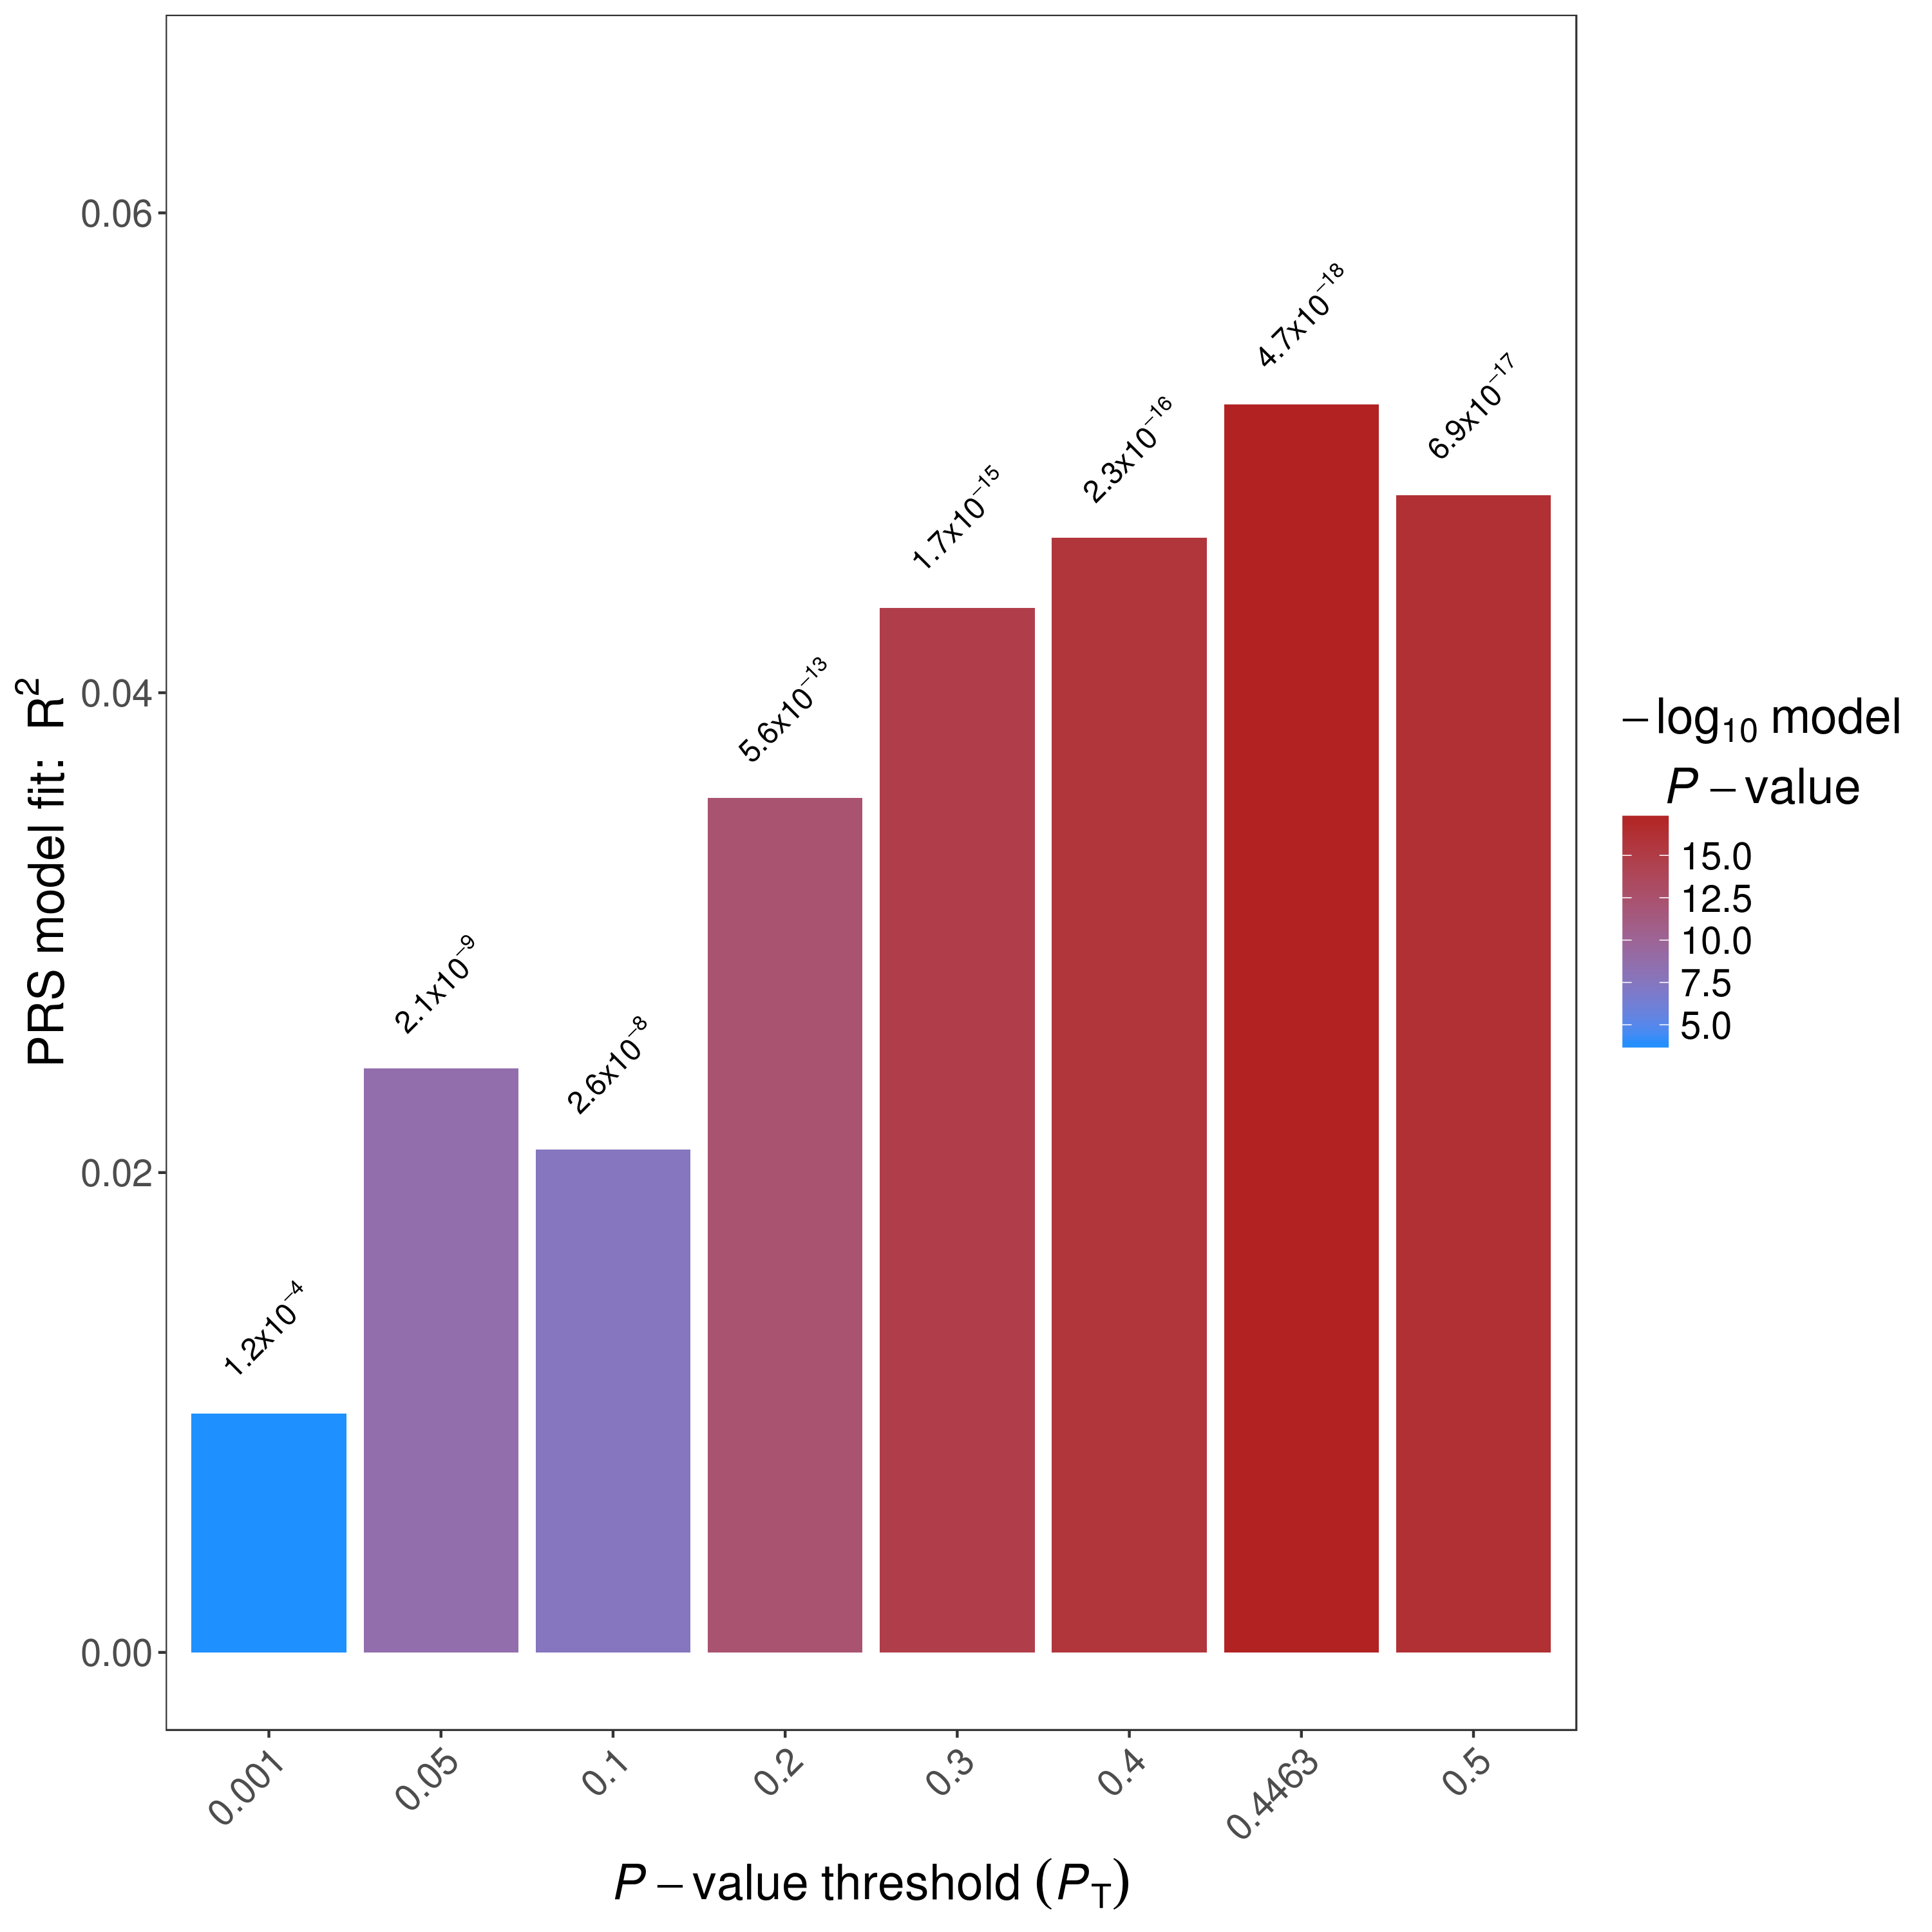 PRS model fit: R²
0.06
0.04
0.02
0.00
1.2x10⁻⁴
2.1x10⁻⁹
2.6x10⁻⁸
5.6x10⁻¹³
1.7x10⁻¹⁵
2.3x10⁻¹⁶
4.7x10⁻¹⁸
6.9x10⁻¹⁷
0.001
0.05
0.1
0.2
0.3
0.4
0.4463
0.5
P − value threshold (P_T)
− log₁₀ model
P − value
15.0
12.5
10.0
7.5
5.0